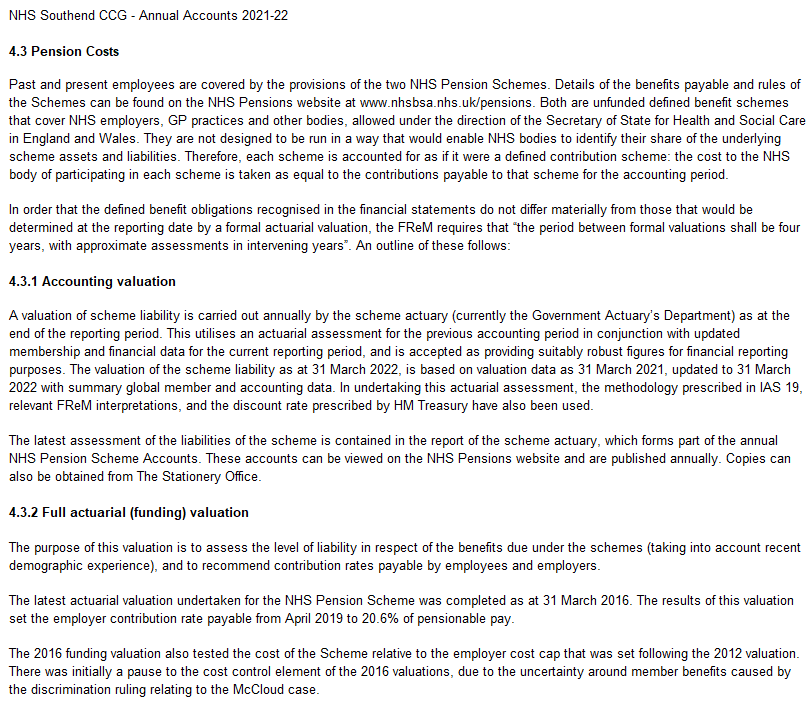 NHS Southend CCG - Annual Accounts 2021-22
4.3 Pension Costs
Past and present employees are covered by the provisions of the two NHS Pension Schemes. Details of the benefits payable and rules of
the Schemes can be found on the NHS Pensions website at www.nhsbsa.nhs.uk/pensions. Both are unfunded defined benefit schemes
that cover NHS employers, GP practices and other bodies, allowed under the direction of the Secretary of State for Health and Social Care
in England and Wales. They are not designed to be run in a way that would enable NHS bodies to identify their share of the underlying
scheme assets and liabilities. Therefore, each scheme is accounted for as if it were a defined contribution scheme: the cost to the NHS
body of participating in each scheme is taken as equal to the contributions payable to that scheme for the accounting period.
In order that the defined benefit obligations recognised in the financial statements do not differ materially from those that would be
determined at the reporting date by a formal actuarial valuation, the FReM requires that “the period between formal valuations shall be four
years, with approximate assessments in intervening years”. An outline of these follows:
4.3.1 Accounting valuation
A valuation of scheme liability is carried out annually by the scheme actuary (currently the Government Actuary’s Department) as at the
end of the reporting period. This utilises an actuarial assessment for the previous accounting period in conjunction with updated
membership and financial data for the current reporting period, and is accepted as providing suitably robust figures for financial reporting
purposes. The valuation of the scheme liability as at 31 March 2022, is based on valuation data as 31 March 2021, updated to 31 March
2022 with summary global member and accounting data. In undertaking this actuarial assessment, the methodology prescribed in IAS 19,
relevant FReM interpretations, and the discount rate prescribed by HM Treasury have also been used.
The latest assessment of the liabilities of the scheme is contained in the report of the scheme actuary, which forms part of the annual
NHS Pension Scheme Accounts. These accounts can be viewed on the NHS Pensions website and are published annually. Copies can
also be obtained from The Stationery Office.
4.3.2 Full actuarial (funding) valuation
The purpose of this valuation is to assess the level of liability in respect of the benefits due under the schemes (taking into account recent
demographic experience), and to recommend contribution rates payable by employees and employers.
The latest actuarial valuation undertaken for the NHS Pension Scheme was completed as at 31 March 2016. The results of this valuation
set the employer contribution rate payable from April 2019 to 20.6% of pensionable pay.
The 2016 funding valuation also tested the cost of the Scheme relative to the employer cost cap that was set following the 2012 valuation.
There was initially a pause to the cost control element of the 2016 valuations, due to the uncertainty around member benefits caused by
the discrimination ruling relating to the McCloud case.